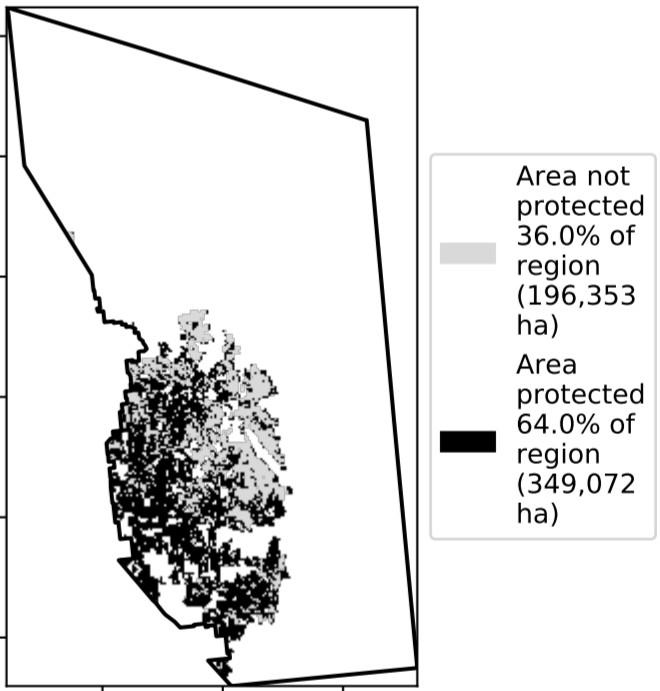 Area not
protected
36.0% of
region
(196,353
ha)
Area
protected
64.0% of
region
(349,072
ha)